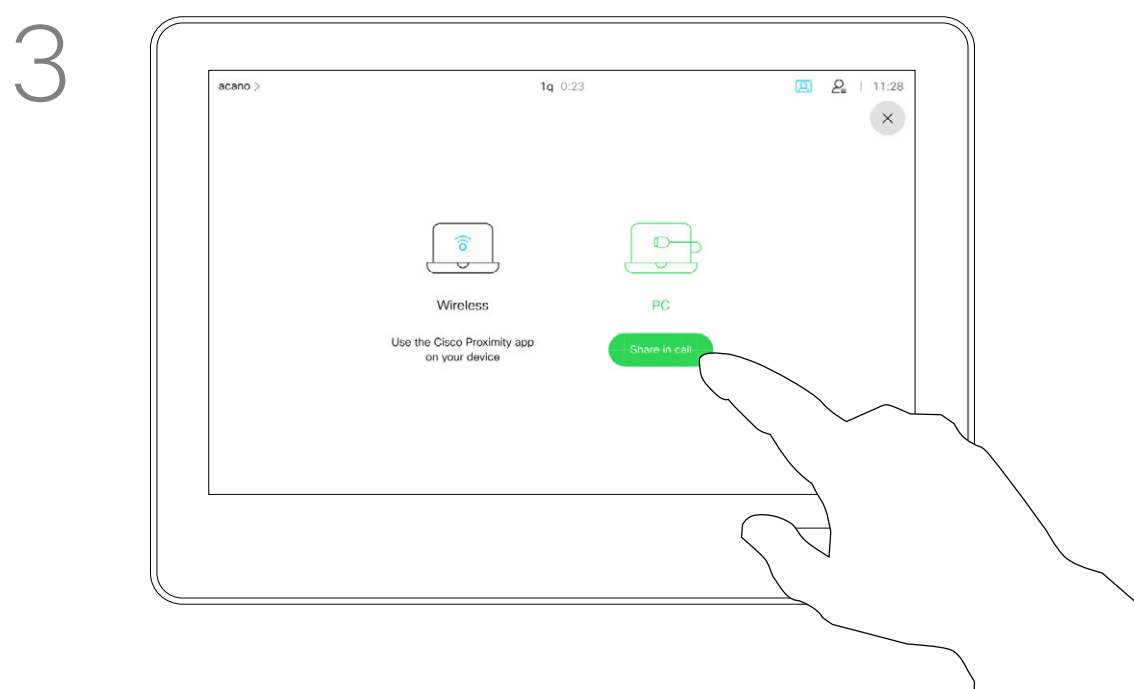 3
acano >
1q 0:23
11:28
Wireless
PC
Use the Cisco Proximity app
on your device
Share in call